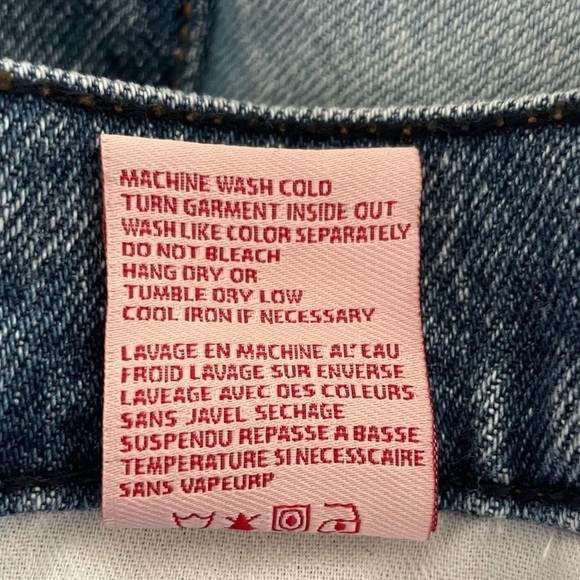 MACHINE WASH COLD
TURN GARMENT INSIDE OUT
WASH LIKE COLOR SEPARATELY
DO NOT BLEACH
HANG DRY OR
TUMBLE DRY LOW
COOL IRON IF NECESSARY
LAVAGE EN MACHINE AL'EAU
FROID LAVAGE SUR ENVERSE
LAVEAGE AVEC DES COLEURS
SANS JAVEL SECHAGE
SUSPENDU REPASSE A BASSE
TEMPERATURE SI NECESSCAIRE
SANS VAPEURP